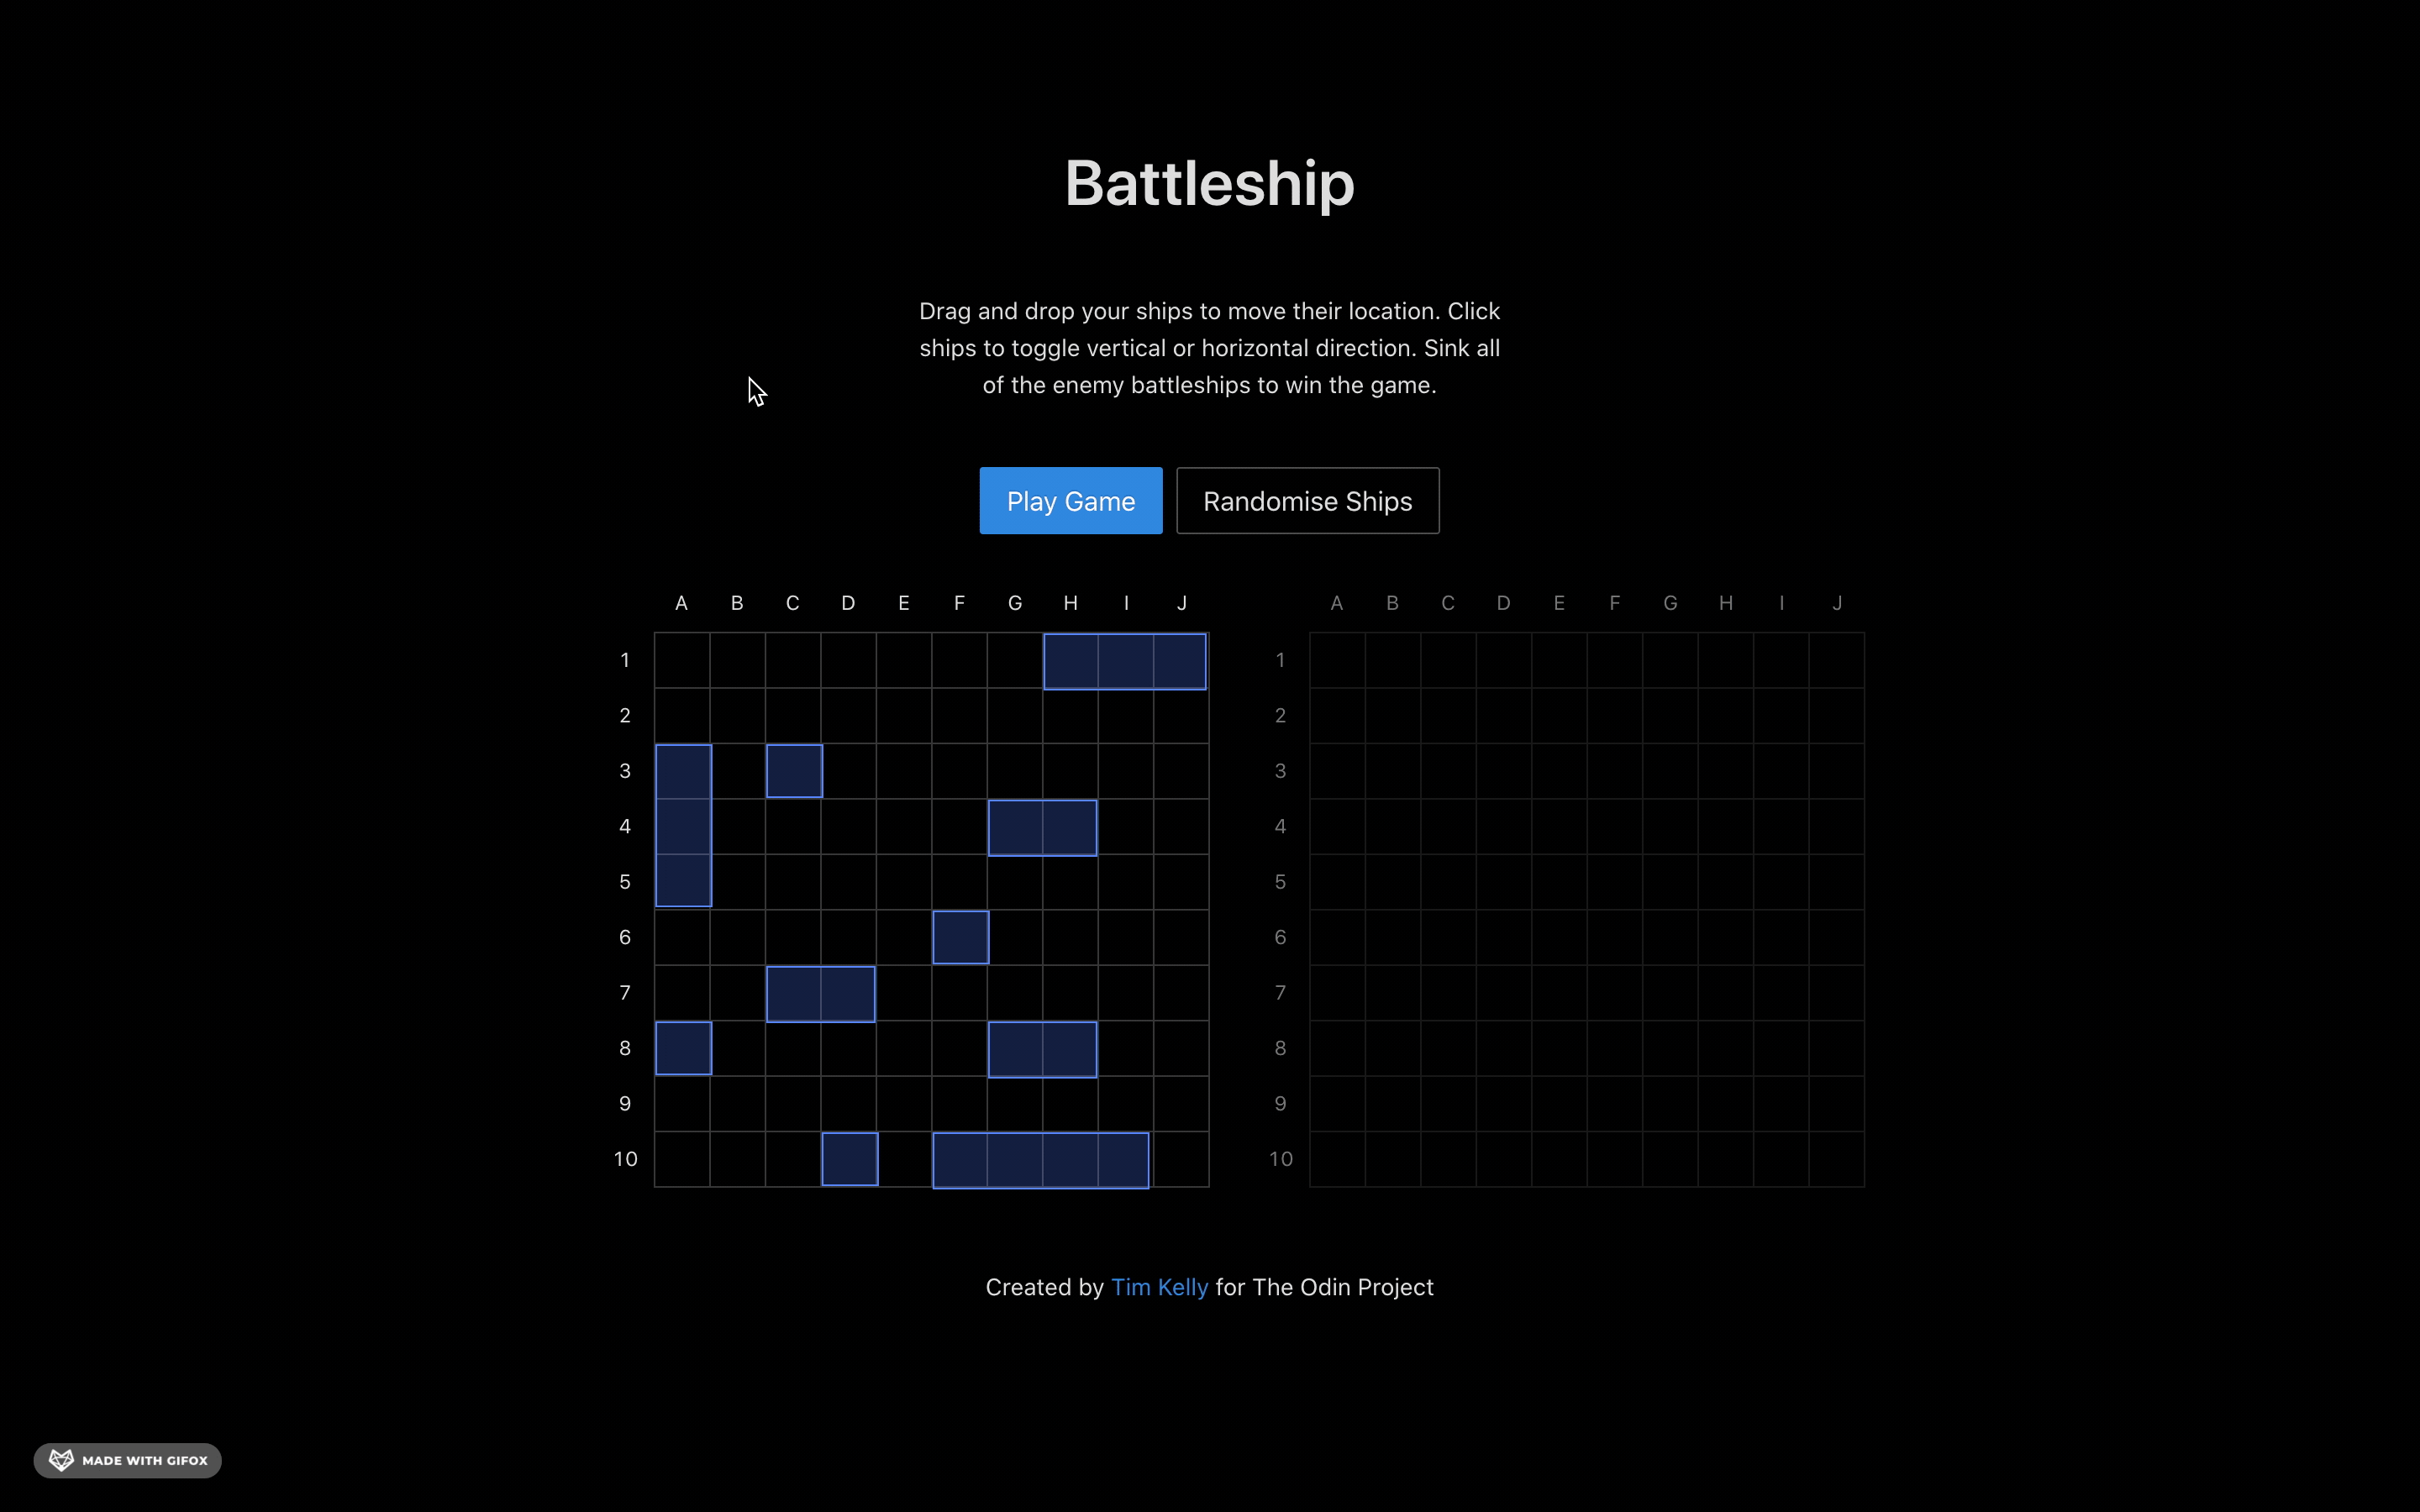 Battleship
Drag and drop your ships to move their location. Click
ships to toggle vertical or horizontal direction. Sink all
of the enemy battleships to win the game.
Play Game
Randomise Ships
A B C D E F G H I J
1
2
3
4
5
6
7
8
9
10
A B C D E F G H I J
1
2
3
4
5
6
7
8
9
10
Created by Tim Kelly for The Odin Project
MADE WITH GIFOX